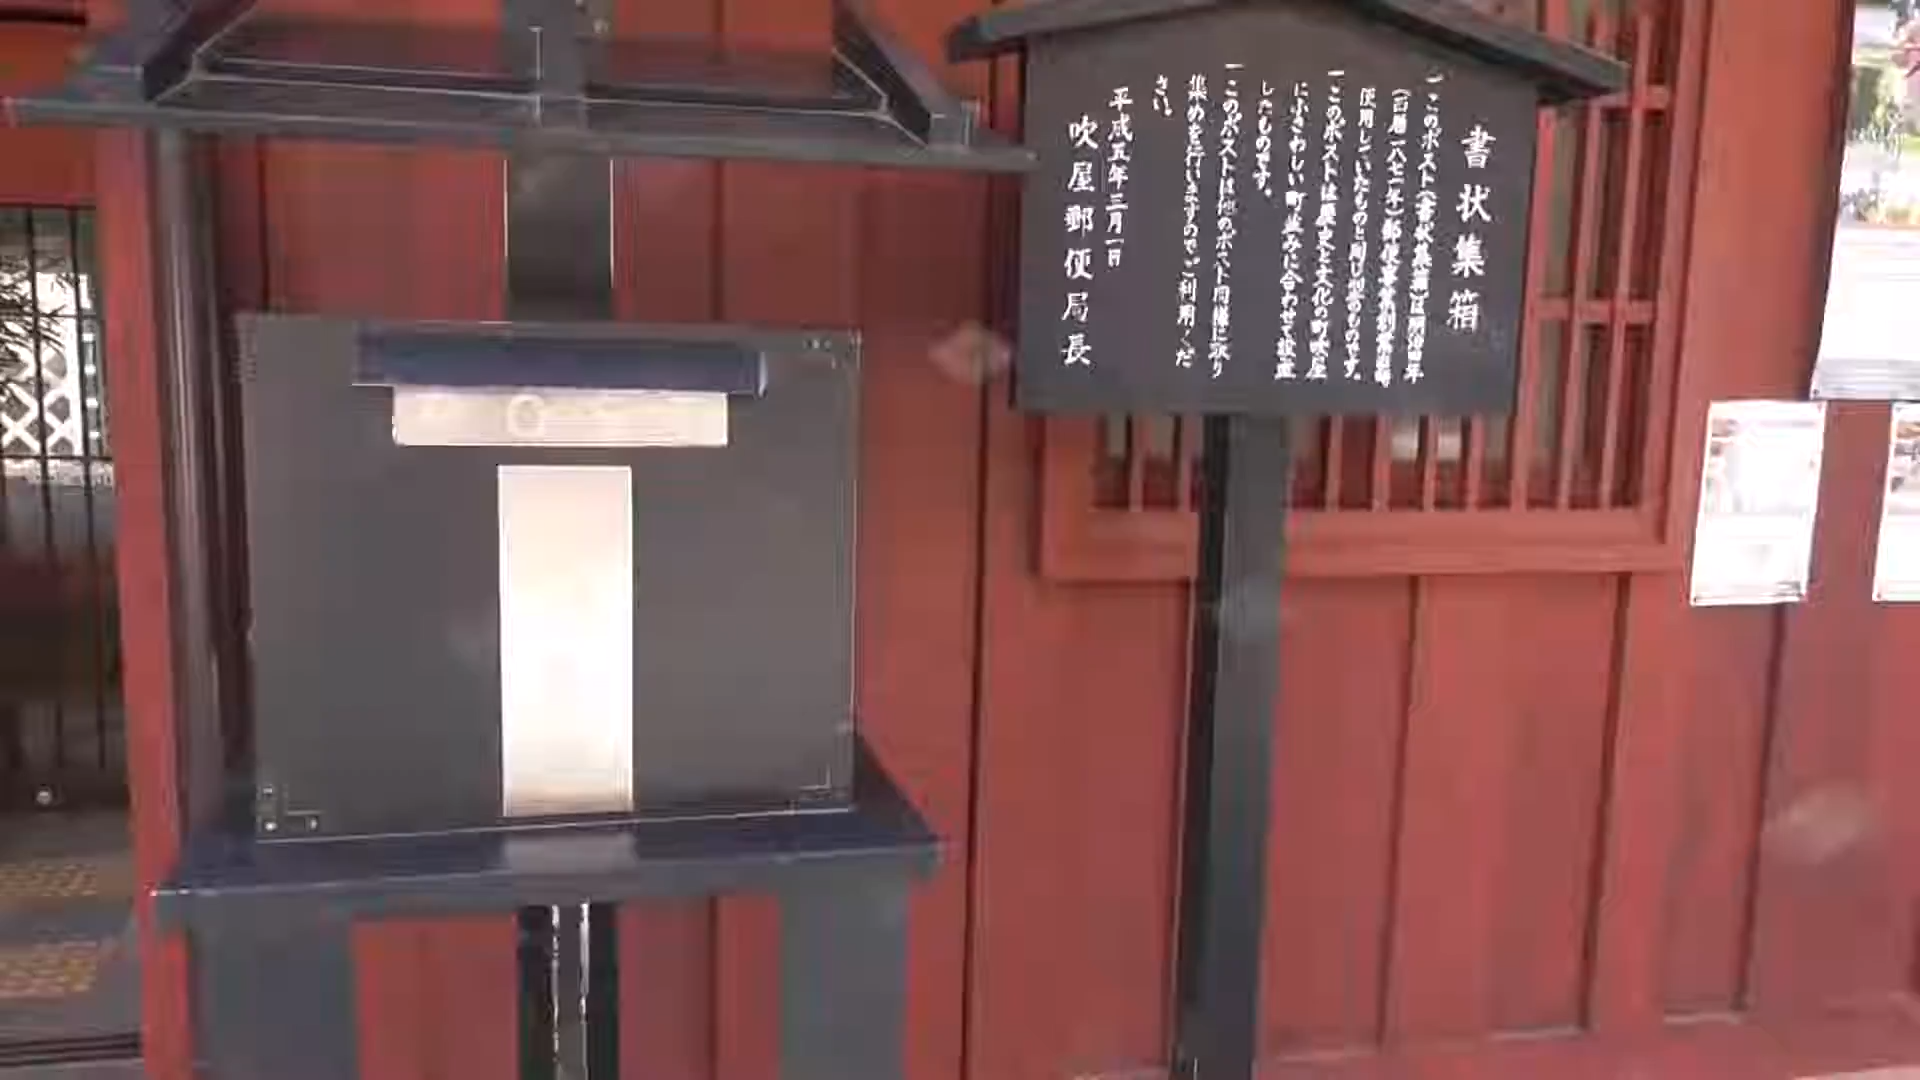 書状集箱
一このポスト(書状集箱)は明治四年
(西暦一八七一年)郵便事業創業当時
使用していたものと同じ型のものです。
一このポストは歴史と文化の町吹屋
にふさわしい町並みに合わせて設置
したものです。
一このポストは他のポスト同様に取り
集めを行いますのでご利用くだ
さい。
平成五年三月一日
吹屋郵便局長